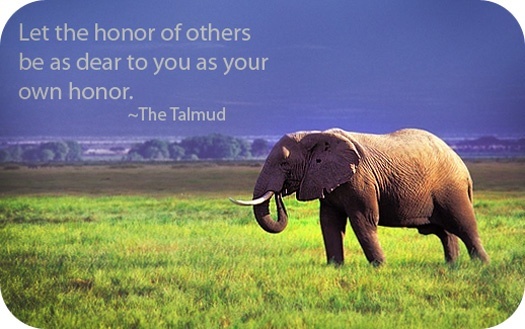 Let the honor of others
be as dear to you as your
own honor.
~The Talmud